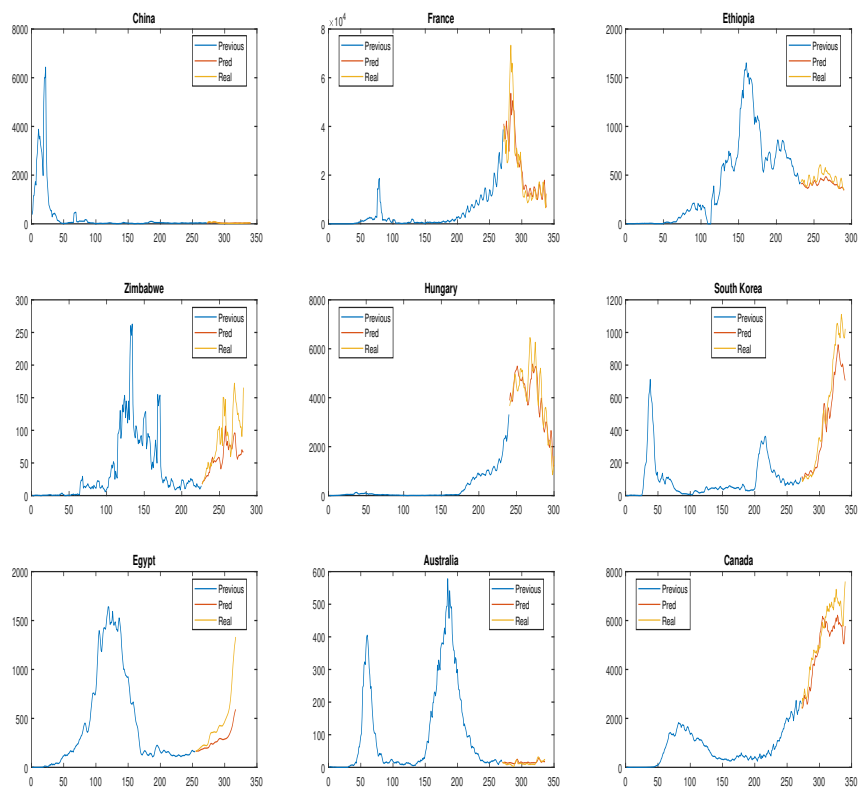 China
8000
6000
4000
2000
0
0 50 100 150 200 250 300 350
Previous
Pred
Real
France
×10⁴
8
6
4
2
0
0 50 100 150 200 250 300 350
Previous
Pred
Real
Ethiopia
2000
1500
1000
500
0
0 50 100 150 200 250 300
Previous
Pred
Real
Zimbabwe
300
250
200
150
100
50
0
0 50 100 150 200 250 300
Previous
Pred
Real
Hungary
8000
6000
4000
2000
0
0 50 100 150 200 250 300
Previous
Pred
Real
South Korea
1200
1000
800
600
400
200
0
0 50 100 150 200 250 300 350
Previous
Pred
Real
Egypt
2000
1500
1000
500
0
0 50 100 150 200 250 300 350
Previous
Pred
Real
Australia
600
500
400
300
200
100
0
0 50 100 150 200 250 300 350
Previous
Pred
Real
Canada
8000
6000
4000
2000
0
0 50 100 150 200 250 300 350
Previous
Pred
Real